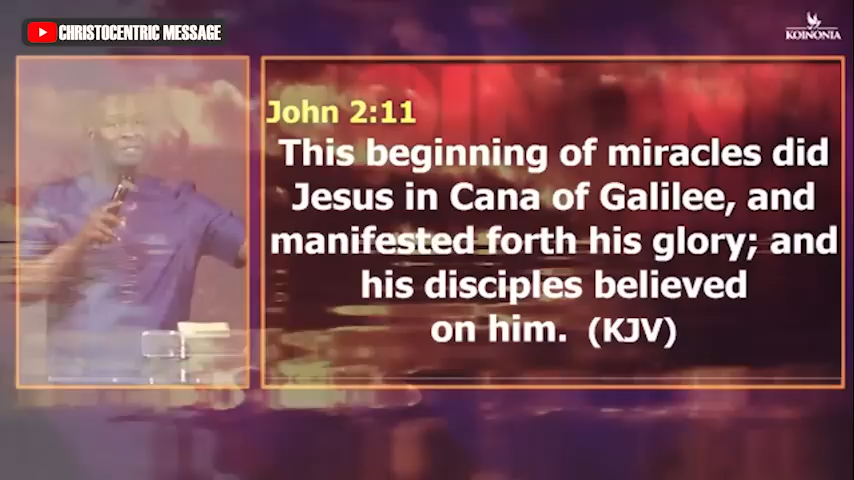 CHRISTOCENTRIC MESSAGE
KOINONIA
John 2:11
This beginning of miracles did
Jesus in Cana of Galilee, and
manifested forth his glory; and
his disciples believed
on him. (KJV)